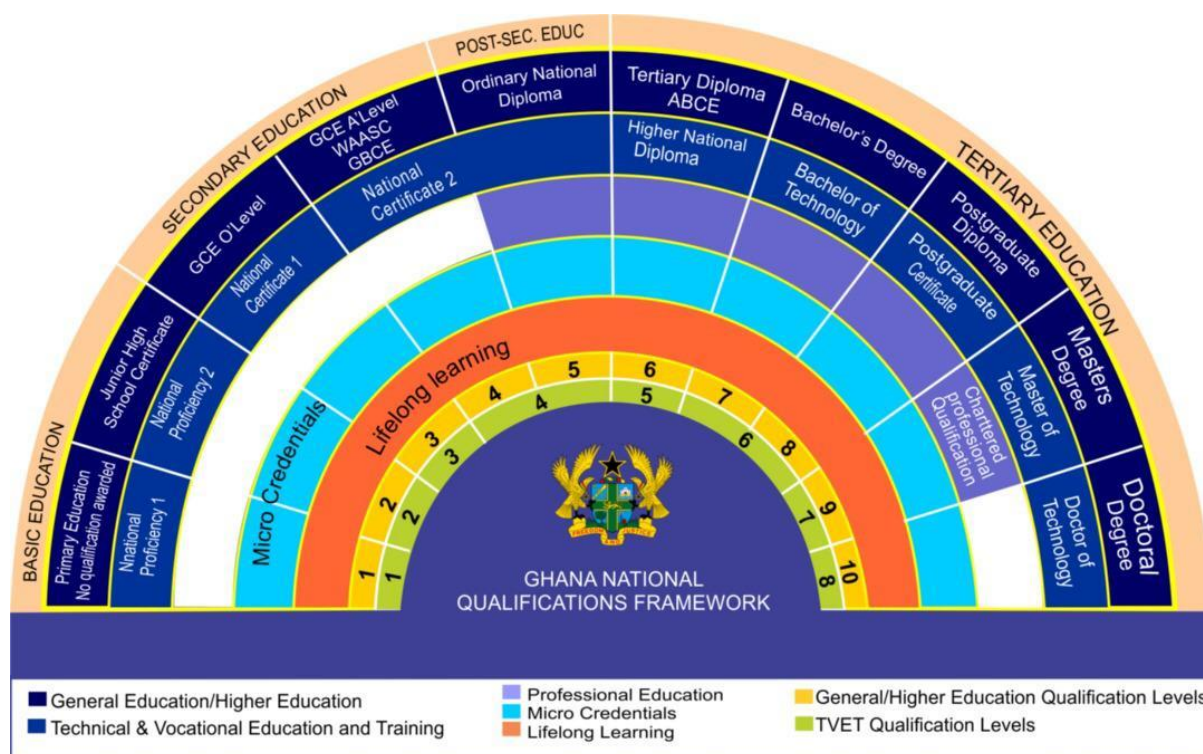 BASIC EDUCATION
SECONDARY EDUCATION
POST-SEC. EDUC
TERTIARY EDUCATION
Primary Education
No qualification awarded
Junior High
School Certificate
GCE O'Level
GCE A'Level
WAASC
GBCE
Ordinary National
Diploma
Tertiary Diploma
ABCE
Bachelor's Degree
Postgraduate
Diploma
Masters
Degree
Doctoral
Degree
Nnational
Proficiency 1
National
Proficiency 2
National
Certificate 1
National
Certificate 2
Higher National
Diploma
Bachelor of
Technology
Postgraduate
Certificate
Master of
Technology
Doctor of
Technology
Chartered
professional
Qualification
Micro Credentials
Lifelong learning
1
2
3
4
5
6
7
8
9
10
1
2
3
4
5
6
7
8
GHANA NATIONAL
QUALIFICATIONS FRAMEWORK
General Education/Higher Education
Technical & Vocational Education and Training
Professional Education
Micro Credentials
Lifelong Learning
General/Higher Education Qualification Levels
TVET Qualification Levels